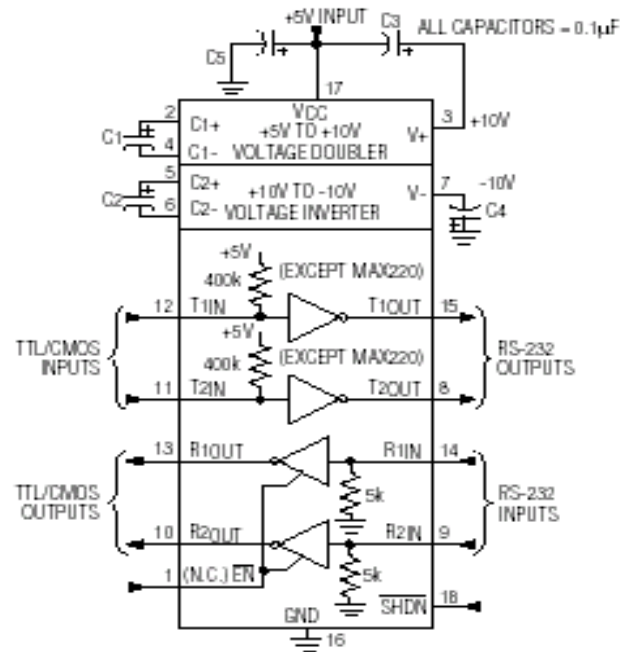 +5V INPUT
C3
ALL CAPACITORS = 0.1µF
C5
17
VCC
2
C1+
+5V TO +10V
V+
3
+10V
C1
4
C1-
VOLTAGE DOUBLER
5
C2+
+10V TO -10V
V-
7
-10V
C2
6
C2-
VOLTAGE INVERTER
C4
+5V
400k
(EXCEPT MAX220)
12
T1IN
T1OUT
15
+5V
TTL/CMOS
INPUTS
400k
(EXCEPT MAX220)
RS-232
OUTPUTS
11
T2IN
T2OUT
8
13
R1OUT
R1IN
14
5k
TTL/CMOS
OUTPUTS
RS-232
INPUTS
10
R2OUT
R2IN
9
5k
1
(N.C.) EN
SHDN
18
GND
16